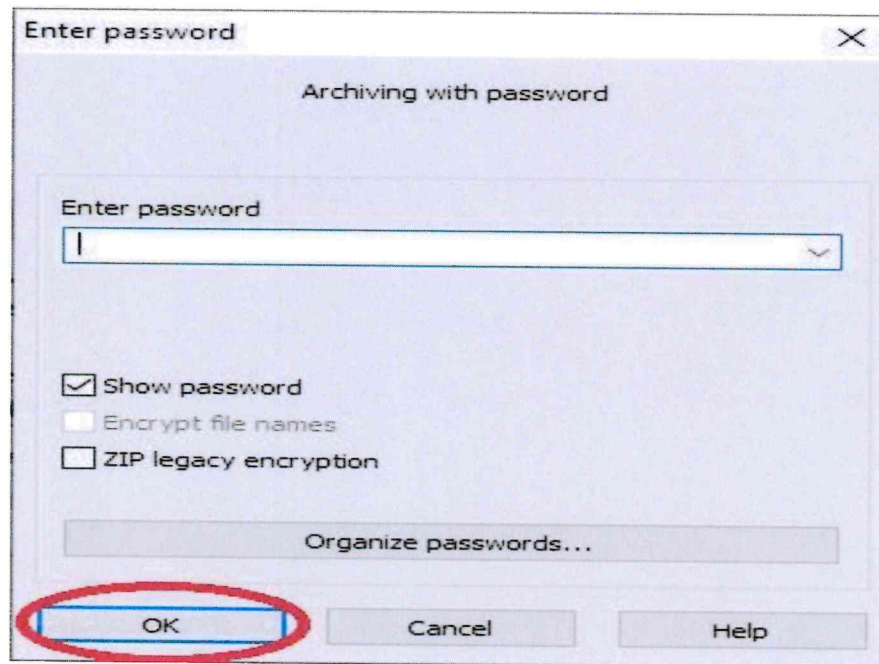 Enter password
Archiving with password
Enter password
Show password
Encrypt file names
ZIP legacy encryption
Organize passwords...
OK
Cancel
Help